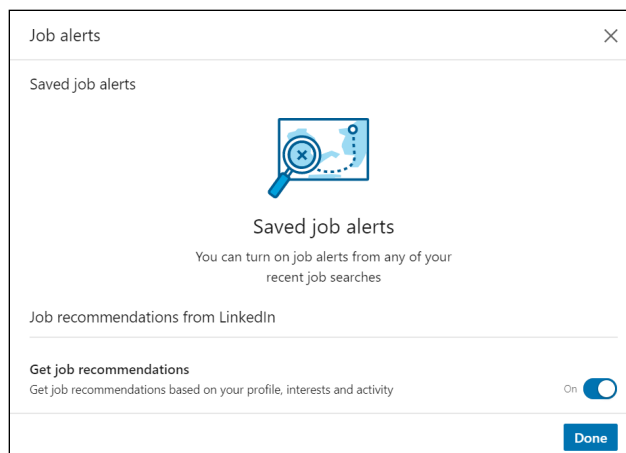 Job alerts
Saved job alerts
Saved job alerts
You can turn on job alerts from any of your
recent job searches
Job recommendations from LinkedIn
Get job recommendations
Get job recommendations based on your profile, interests and activity
On
Done